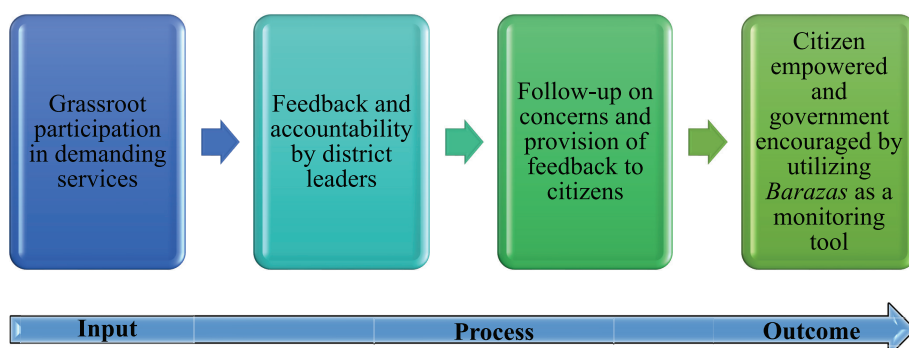 Grassroot
participation
in demanding
services
Feedback and
accountability
by district
leaders
Follow-up on
concerns and
provision of
feedback to
citizens
Citizen
empowered
and
government
encouraged by
utilizing
Barazas as a
monitoring
tool
Input
Process
Outcome